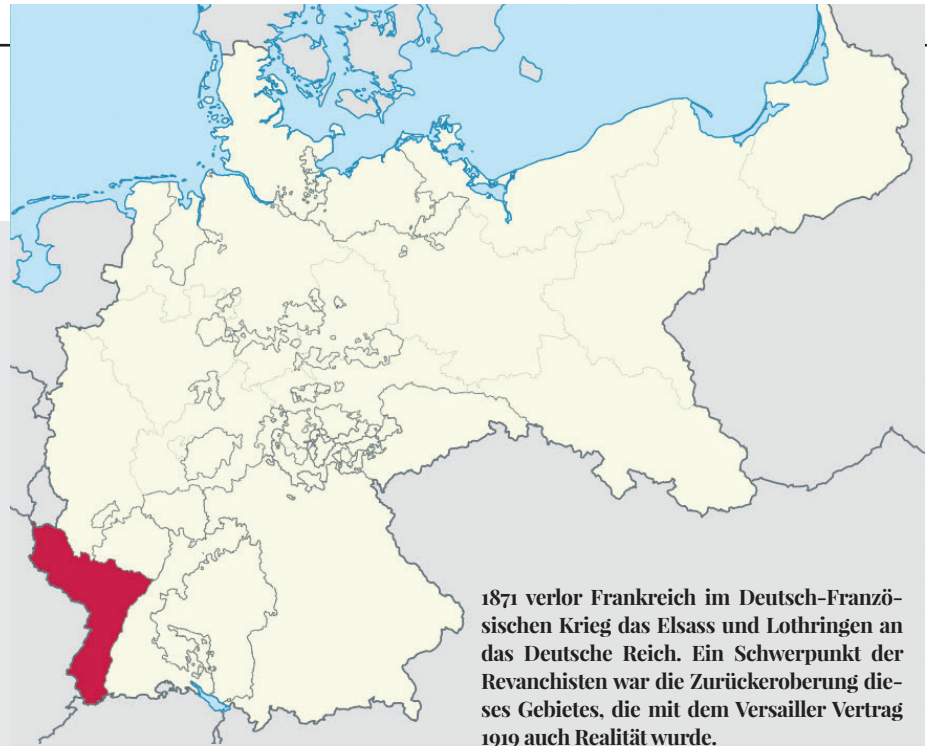 1871 verlor Frankreich im Deutsch-Franzö-
sischen Krieg das Elsass und Lothringen an
das Deutsche Reich. Ein Schwerpunkt der
Revanchisten war die Zurückeroberung die-
ses Gebietes, die mit dem Versailler Vertrag
1919 auch Realität wurde.